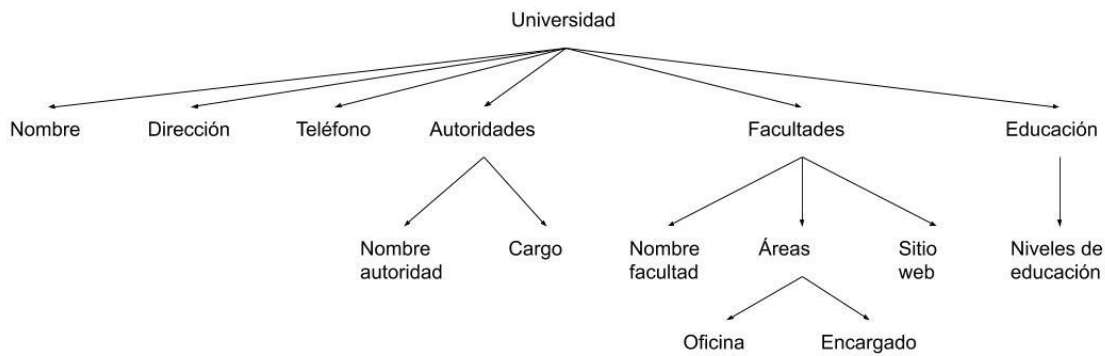 Universidad
Nombre
Dirección
Teléfono
Autoridades
Facultades
Educación
Nombre
autoridad
Cargo
Nombre
facultad
Áreas
Sitio
web
Niveles de
educación
Oficina
Encargado